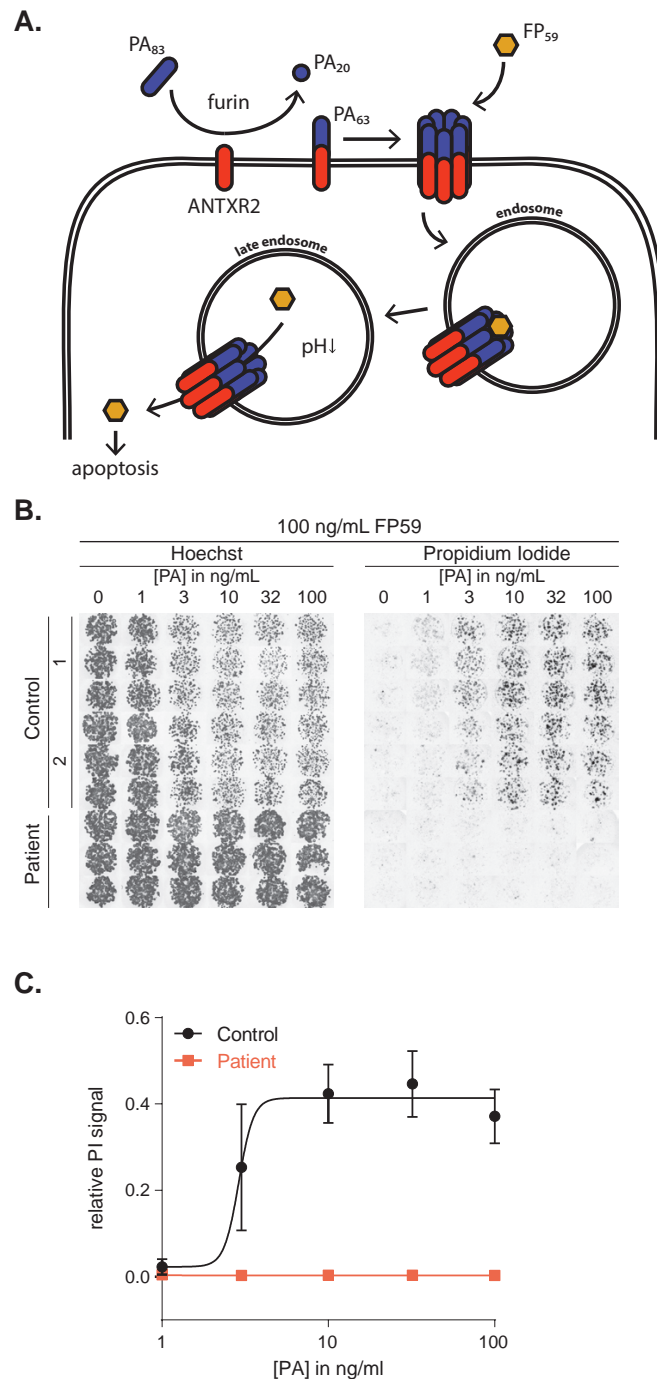 A.
PA83
PA20
FP59
furin
PA63
ANTXR2
endosome
late endosome
pH↓
apoptosis
B.
100 ng/mL FP59
Hoechst Propidium Iodide
[PA] in ng/mL [PA] in ng/mL
0 1 3 10 32 100 0 1 3 10 32 100
Control
1
2
Patient
C.
0.6
Control
Patient
0.4
0.2
0.0
relative PI signal
1 10 100
[PA] in ng/ml